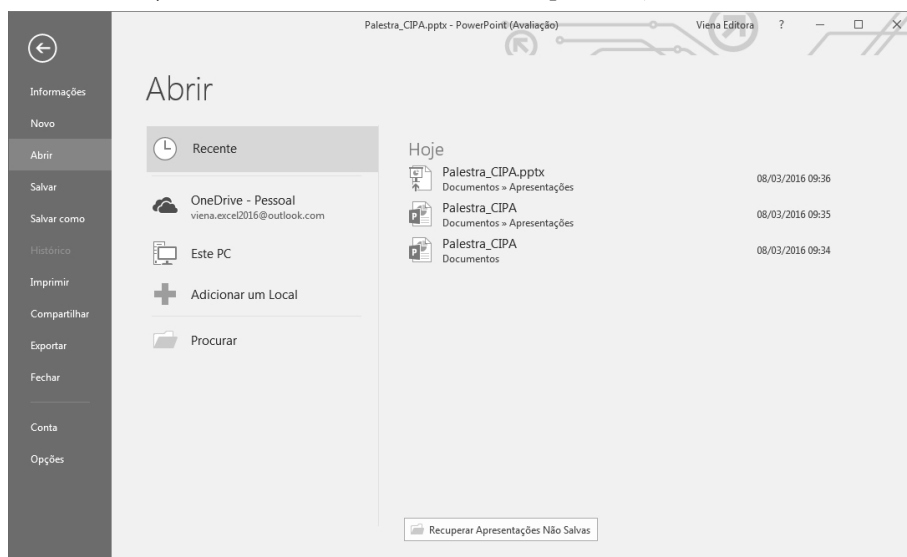 Palestra_CIPA.pptx - PowerPoint (Avaliação)
Viena Editora
?
Informações
Novo
Abrir
Salvar
Salvar como
Histórico
Imprimir
Compartilhar
Exportar
Fechar
Conta
Opções
Abrir
Recente
OneDrive - Pessoal
viena.excel2016@outlook.com
Este PC
Adicionar um Local
Procurar
Hoje
Palestra_CIPA.pptx
Documentos » Apresentações
08/03/2016 09:36
Palestra_CIPA
Documentos » Apresentações
08/03/2016 09:35
Palestra_CIPA
Documentos
08/03/2016 09:34
Recuperar Apresentações Não Salvas